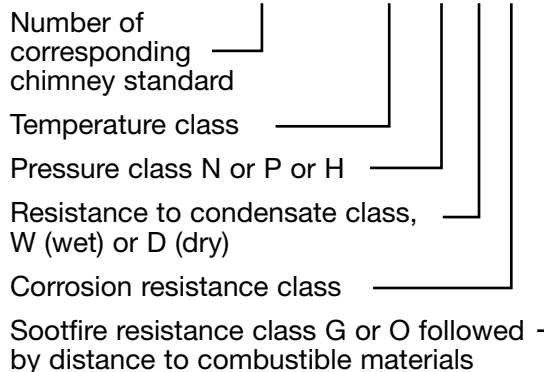 Number of
corresponding
chimney standard
Temperature class
Pressure class N or P or H
Resistance to condensate class,
W (wet) or D (dry)
Corrosion resistance class
Sootfire resistance class G or O followed
by distance to combustible materials